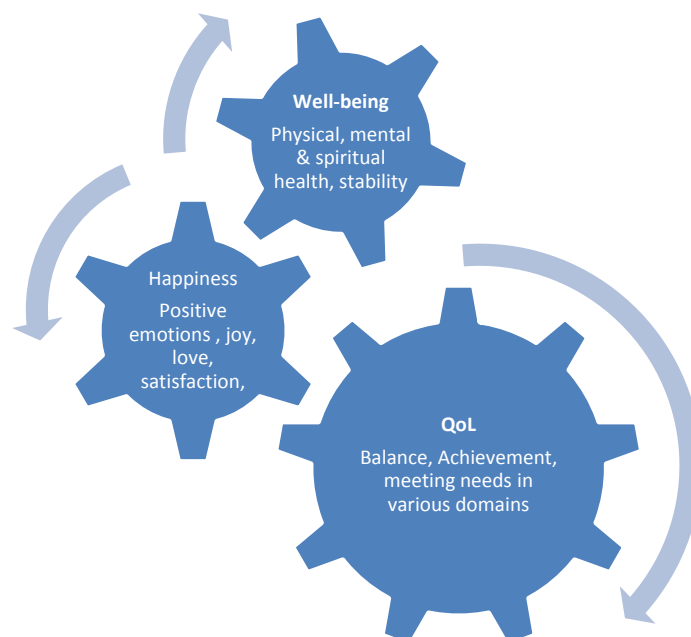 Well-being
Physical, mental
& spiritual
health, stability
Happiness
Positive
emotions , joy,
love,
satisfaction,
QoL
Balance, Achievement,
meeting needs in
various domains